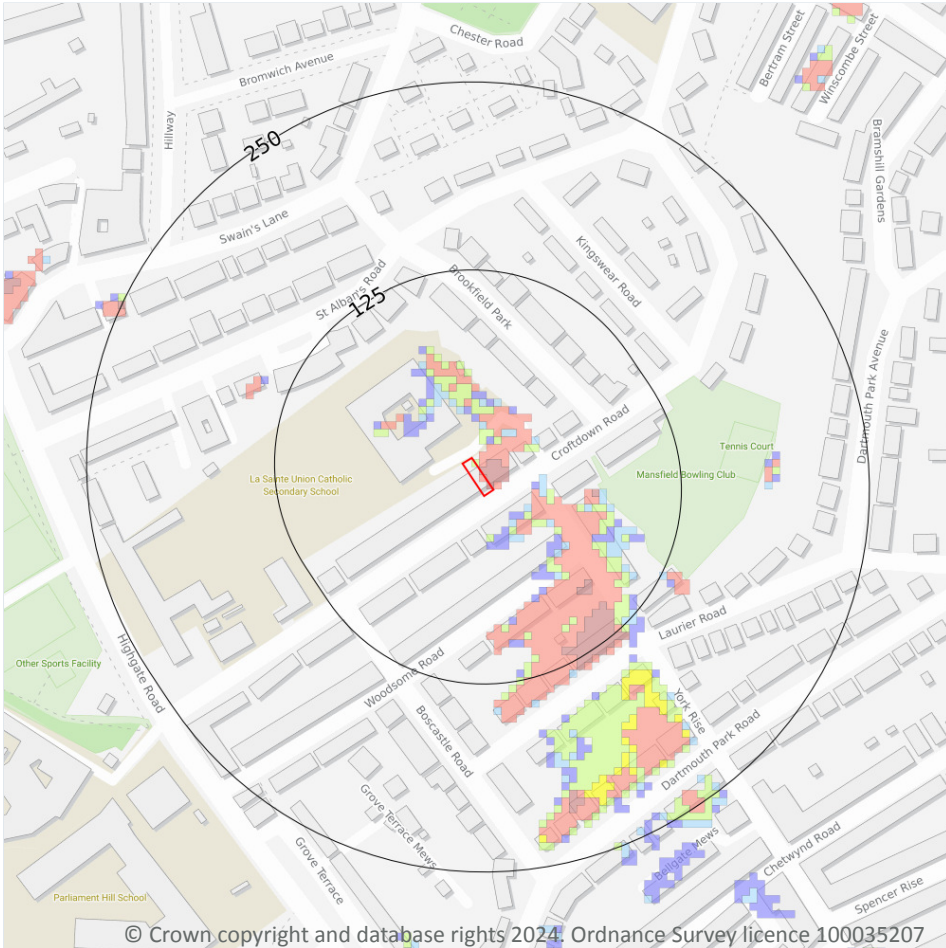 Chester Road
Bertram Street
Winscombe Street
Bromwich Avenue
Hillway
250
Bramshill Gardens
Swain's Lane
Kingswear Road
St Alban's Road
Brookfield Park
125
Dartmouth Park Avenue
Croftdown Road
Tennis Court
Mansfield Bowling Club
La Sainte Union Catholic
Secondary School
Laurier Road
Other Sports Facility
Highgate Road
Woodsome Road
York Rise
Boscastle Road
Dartmouth Park Road
Grove Terrace Mews
Grove Terrace
Bellgate Mews
Chetwynd Road
Spencer Rise
Parliament Hill School
© Crown copyright and database rights 2024. Ordnance Survey licence 100035207